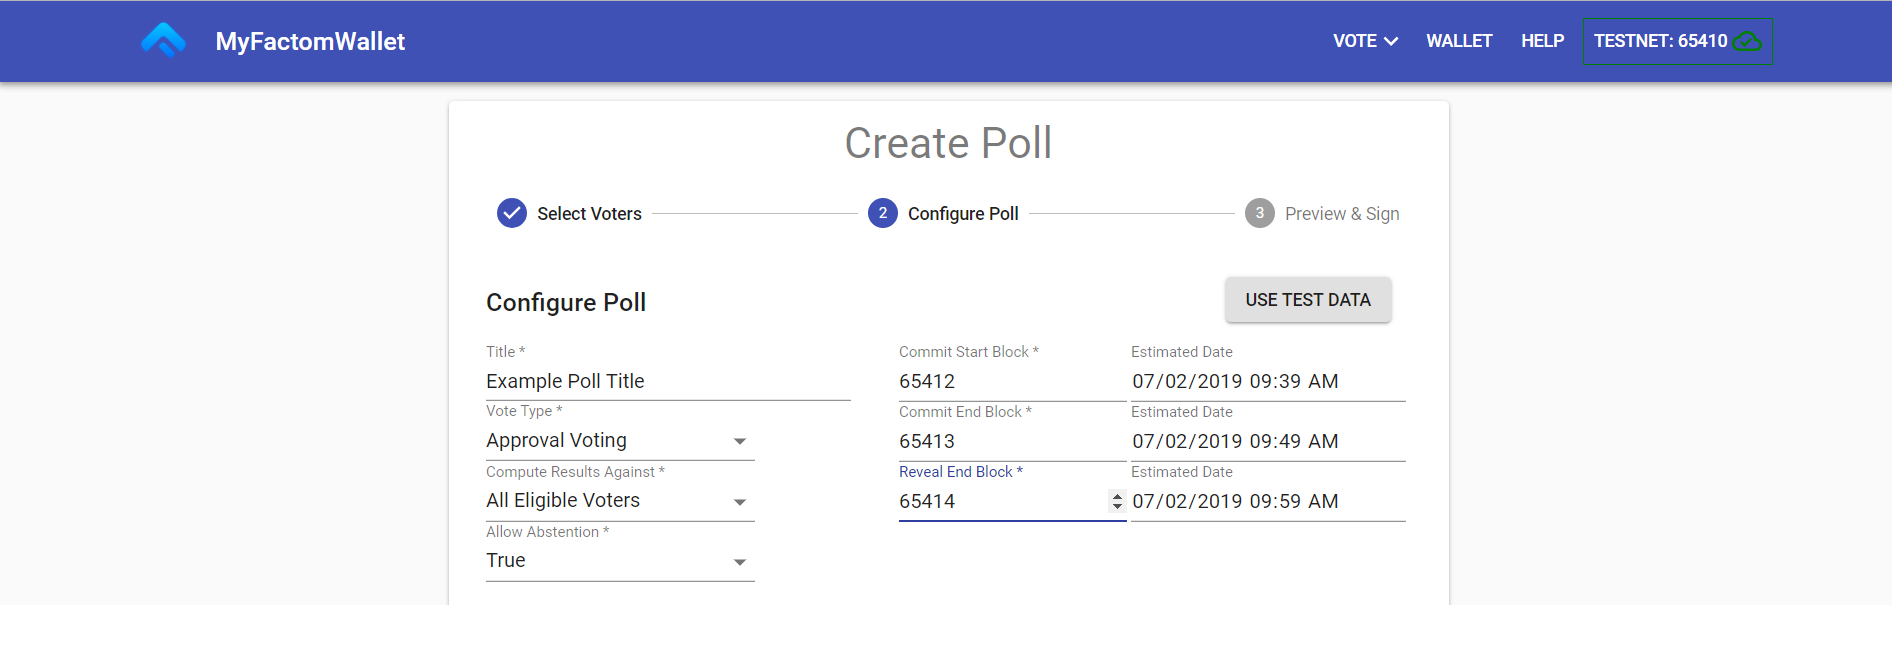 MyFactomWallet
VOTE WALLET HELP TESTNET: 65410
Create Poll
Select Voters 2 Configure Poll 3 Preview & Sign
Configure Poll
USE TEST DATA
Title *
Example Poll Title
Vote Type *
Approval Voting
Compute Results Against *
All Eligible Voters
Allow Abstention *
True
Commit Start Block *
65412
Estimated Date
07/02/2019 09:39 AM
Commit End Block *
65413
Estimated Date
07/02/2019 09:49 AM
Reveal End Block *
65414
Estimated Date
07/02/2019 09:59 AM